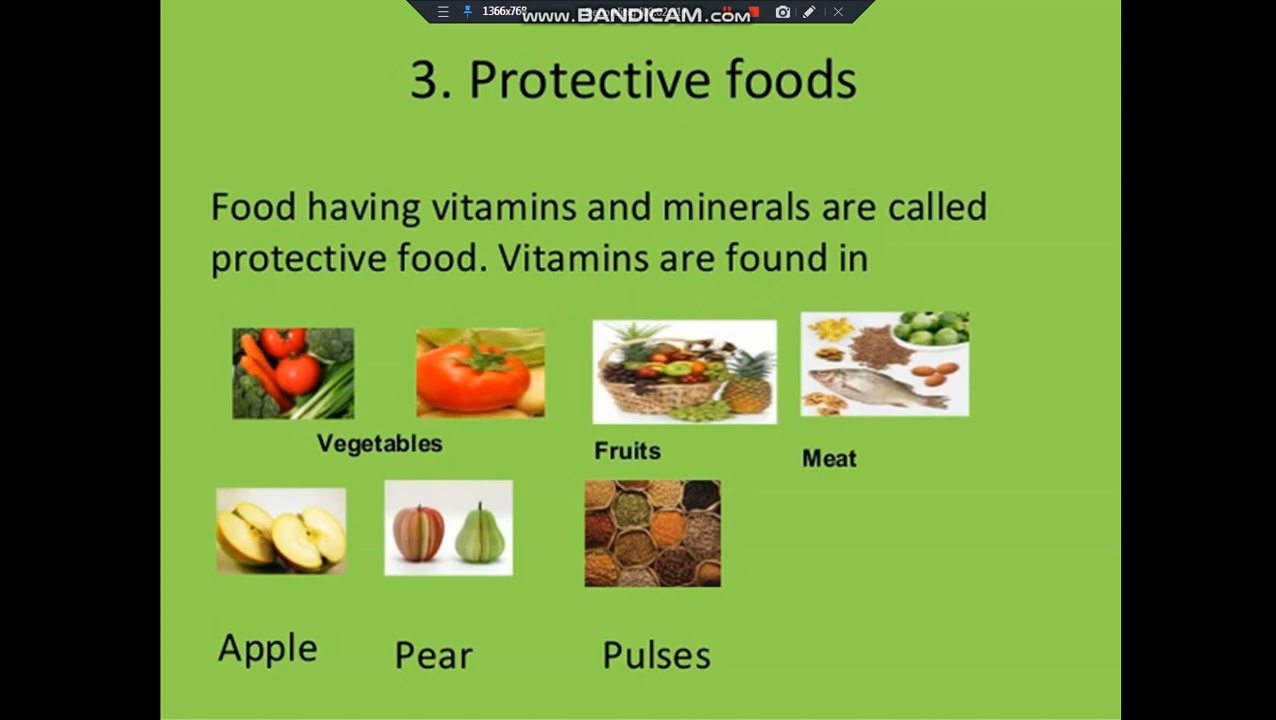 1366x768
www.BANDICAM.com
3. Protective foods
Food having vitamins and minerals are called
protective food. Vitamins are found in
Vegetables
Fruits
Meat
Apple
Pear
Pulses